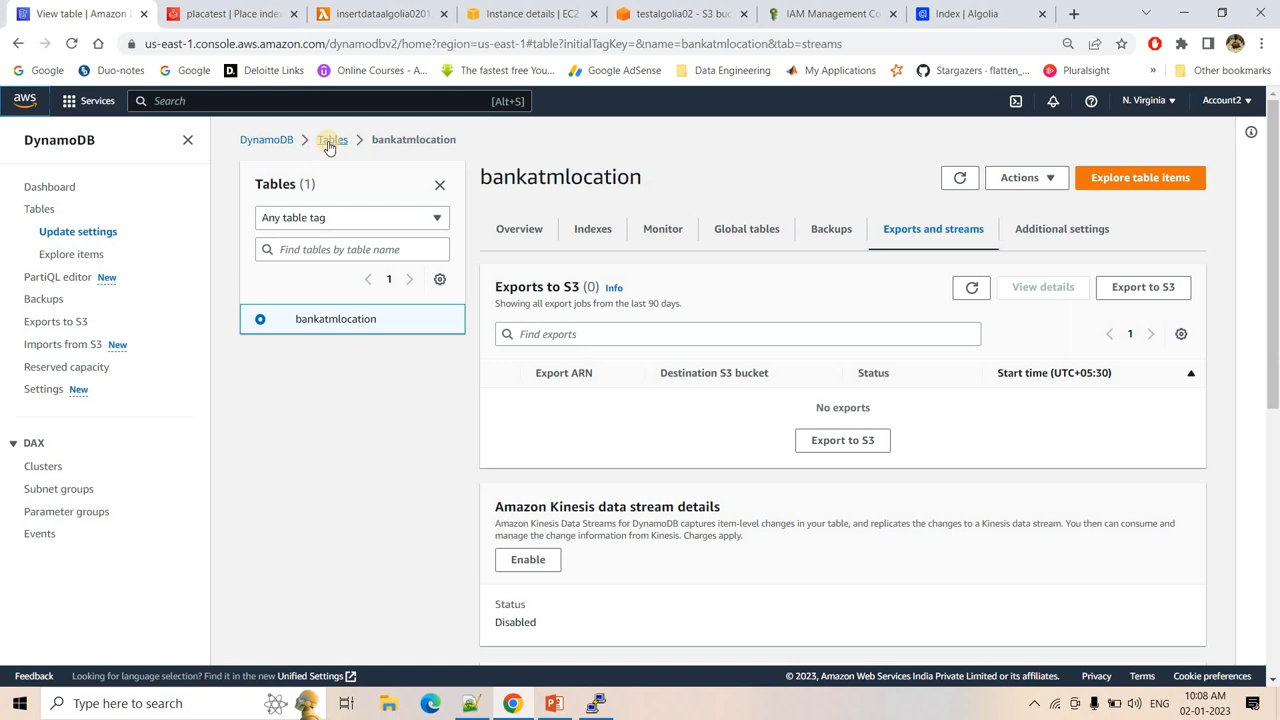 View table | Amazon D
placatest | Place index
insertdataalgolia0201
Instance details | EC2
testalgolia02 - S3 buck
IAM Management
Index | Algolia
us-east-1.console.aws.amazon.com/dynamodbv2/home?region=us-east-1#table?initialTagKey=&name=bankatmlocation&tab=streams
Google
Duo-notes
Google
Deloitte Links
Online Courses - A...
The fastest free You...
Google AdSense
Data Engineering
My Applications
Stargazers · flatten_...
Pluralsight
»
Other bookmarks
aws
Services
Search
[Alt+S]
N. Virginia
Account2
DynamoDB
Dashboard
Tables
Update settings
Explore items
PartiQL editor New
Backups
Exports to S3
Imports from S3 New
Reserved capacity
Settings New
DAX
Clusters
Subnet groups
Parameter groups
Events
DynamoDB > Tables > bankatmlocation
Tables (1)
Any table tag
Find tables by table name
1
bankatmlocation
bankatmlocation
Actions
Explore table items
Overview
Indexes
Monitor
Global tables
Backups
Exports and streams
Additional settings
Exports to S3 (0) Info
Showing all export jobs from the last 90 days.
View details
Export to S3
Find exports
1
Export ARN
Destination S3 bucket
Status
Start time (UTC+05:30)
No exports
Export to S3
Amazon Kinesis data stream details
Amazon Kinesis Data Streams for DynamoDB captures item-level changes in your table, and replicates the changes to a Kinesis data stream. You then can consume and
manage the change information from Kinesis. Charges apply.
Enable
Status
Disabled
Feedback
Looking for language selection? Find it in the new Unified Settings
© 2023, Amazon Web Services India Private Limited or its affiliates.
Privacy
Terms
Cookie preferences
Type here to search
ENG
10:08 AM
02-01-2023